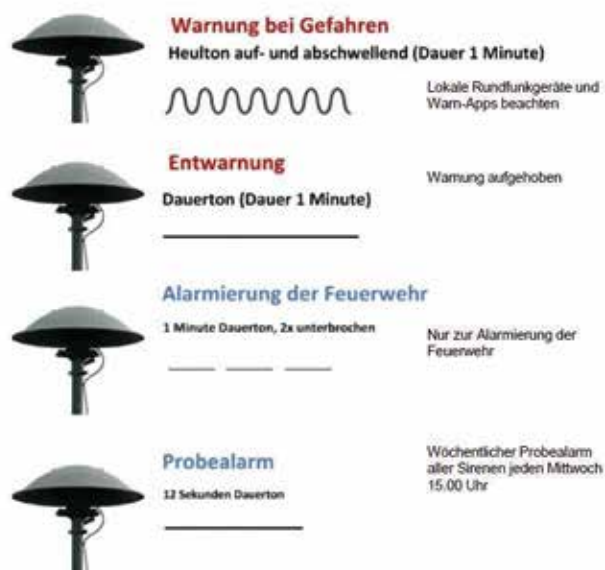 Warnung bei Gefahren
Heulton auf- und abschwellend (Dauer 1 Minute)
Lokale Rundfunkgeräte und
Warn-Apps beachten
Entwarnung
Dauerton (Dauer 1 Minute)
Warnung aufgehoben
Alarmierung der Feuerwehr
1 Minute Dauerton, 2x unterbrochen
Nur zur Alarmierung der
Feuerwehr
Probealarm
12 Sekunden Dauerton
Wöchentlicher Probealarm
aller Sirenen jeden Mittwoch
15.00 Uhr